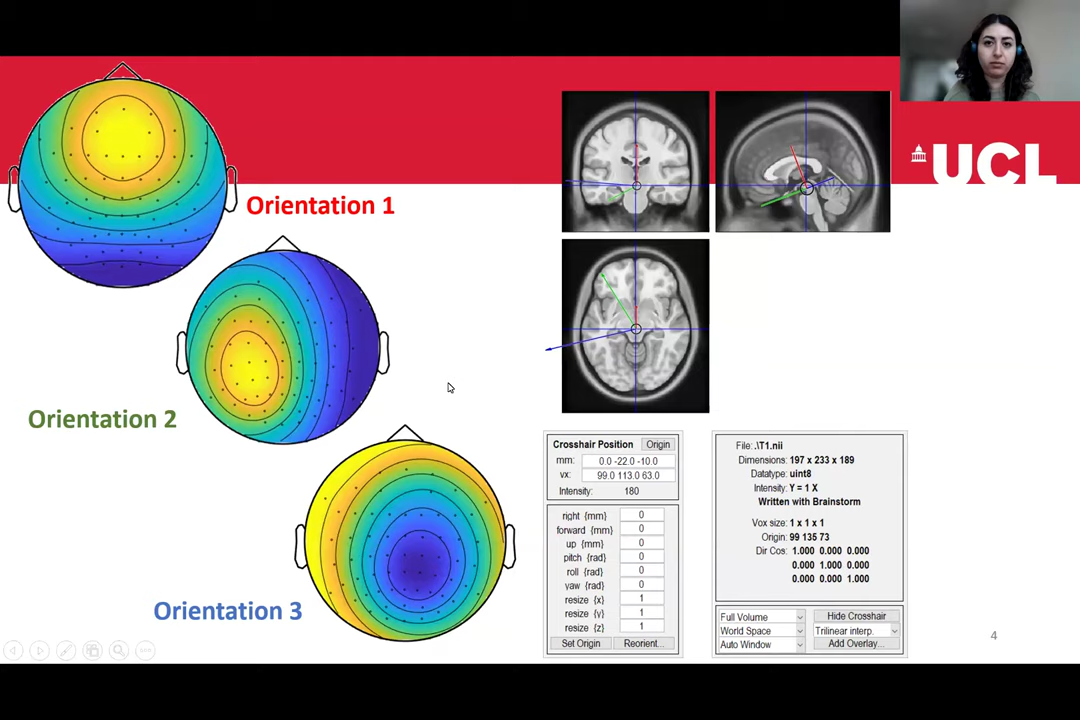 UCL
Orientation 1
Orientation 2
Orientation 3
Crosshair Position Origin
mm: 0.0 -22.0 -10.0
vx: 99.0 113.0 63.0
Intensity: 180
right {mm} 0
forward {mm} 0
up {mm} 0
pitch {rad} 0
roll {rad} 0
yaw {rad} 0
resize {x} 1
resize {y} 1
resize {z} 1
Set Origin Reorient...
File: .\T1.nii
Dimensions: 197 x 233 x 189
Datatype: uint8
Intensity: Y = 1 X
Written with Brainstorm
Vox size: 1 x 1 x 1
Origin: 99 135 73
Dir Cos: 1.000 0.000 0.000
0.000 1.000 0.000
0.000 0.000 1.000
Full Volume Hide Crosshair
World Space Trilinear interp.
Auto Window Add Overlay...
4